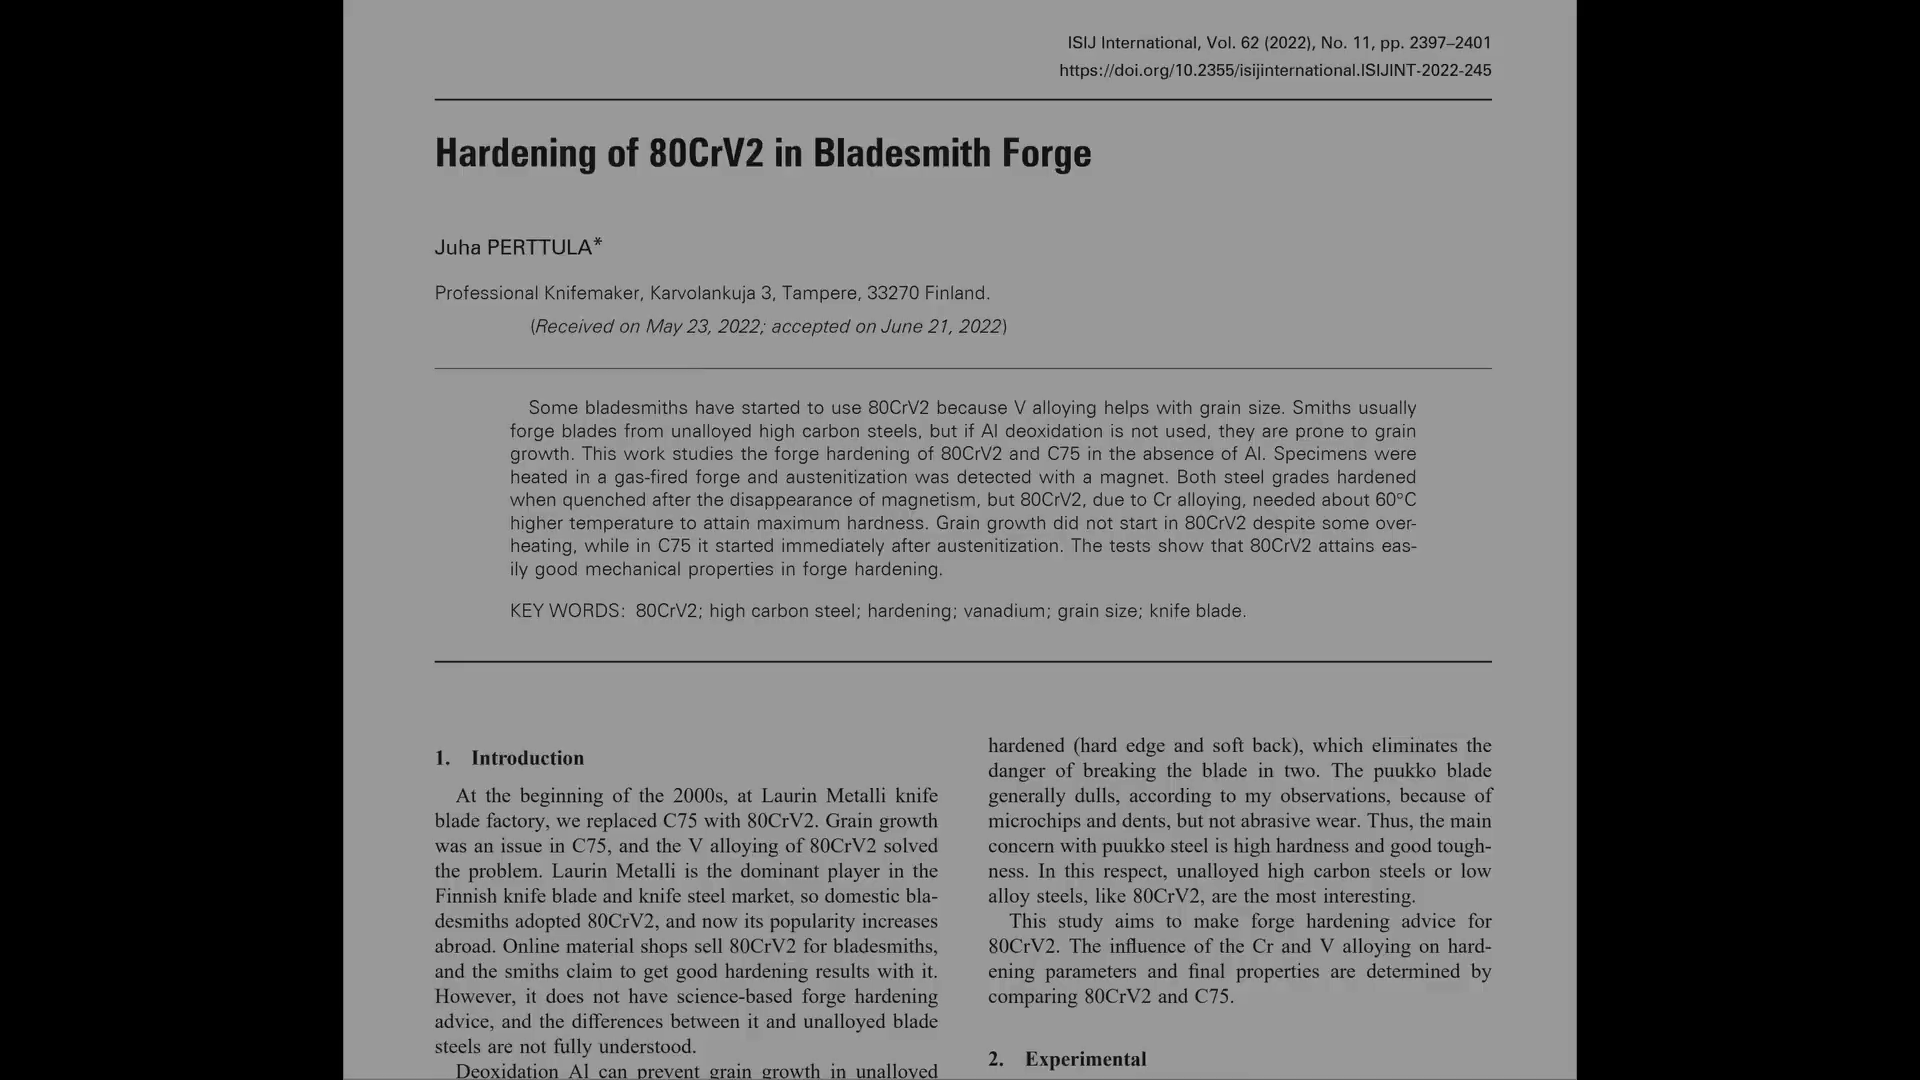 ISIJ International, Vol. 62 (2022), No. 11, pp. 2397–2401
https://doi.org/10.2355/isijinternational.ISIJINT-2022-245
Hardening of 80CrV2 in Bladesmith Forge
Juha PERTTULA*
Professional Knifemaker, Karvolankuja 3, Tampere, 33270 Finland.
(Received on May 23, 2022; accepted on June 21, 2022)
Some bladesmiths have started to use 80CrV2 because V alloying helps with grain size. Smiths usually
forge blades from unalloyed high carbon steels, but if Al deoxidation is not used, they are prone to grain
growth. This work studies the forge hardening of 80CrV2 and C75 in the absence of Al. Specimens were
heated in a gas-fired forge and austenitization was detected with a magnet. Both steel grades hardened
when quenched after the disappearance of magnetism, but 80CrV2, due to Cr alloying, needed about 60°C
higher temperature to attain maximum hardness. Grain growth did not start in 80CrV2 despite some over-
heating, while in C75 it started immediately after austenitization. The tests show that 80CrV2 attains eas-
ily good mechanical properties in forge hardening.
KEY WORDS: 80CrV2; high carbon steel; hardening; vanadium; grain size; knife blade.
1. Introduction
At the beginning of the 2000s, at Laurin Metalli knife
blade factory, we replaced C75 with 80CrV2. Grain growth
was an issue in C75, and the V alloying of 80CrV2 solved
the problem. Laurin Metalli is the dominant player in the
Finnish knife blade and knife steel market, so domestic bla-
desmiths adopted 80CrV2, and now its popularity increases
abroad. Online material shops sell 80CrV2 for bladesmiths,
and the smiths claim to get good hardening results with it.
However, it does not have science-based forge hardening
advice, and the differences between it and unalloyed blade
steels are not fully understood.
Deoxidation Al can prevent grain growth in unalloyed
hardened (hard edge and soft back), which eliminates the
danger of breaking the blade in two. The puukko blade
generally dulls, according to my observations, because of
microchips and dents, but not abrasive wear. Thus, the main
concern with puukko steel is high hardness and good tough-
ness. In this respect, unalloyed high carbon steels or low
alloy steels, like 80CrV2, are the most interesting.
This study aims to make forge hardening advice for
80CrV2. The influence of the Cr and V alloying on hard-
ening parameters and final properties are determined by
comparing 80CrV2 and C75.
2. Experimental